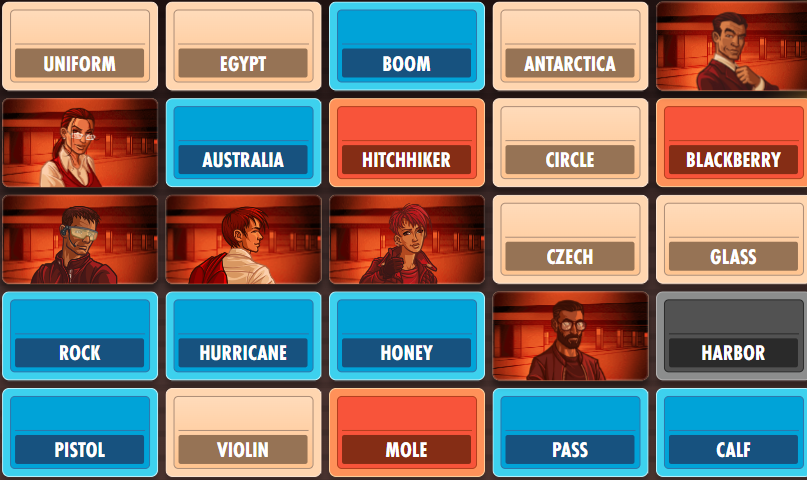 UNIFORM
EGYPT
BOOM
ANTARCTICA
AUSTRALIA
HITCHHIKER
CIRCLE
BLACKBERRY
CZECH
GLASS
ROCK
HURRICANE
HONEY
HARBOR
PISTOL
VIOLIN
MOLE
PASS
CALF